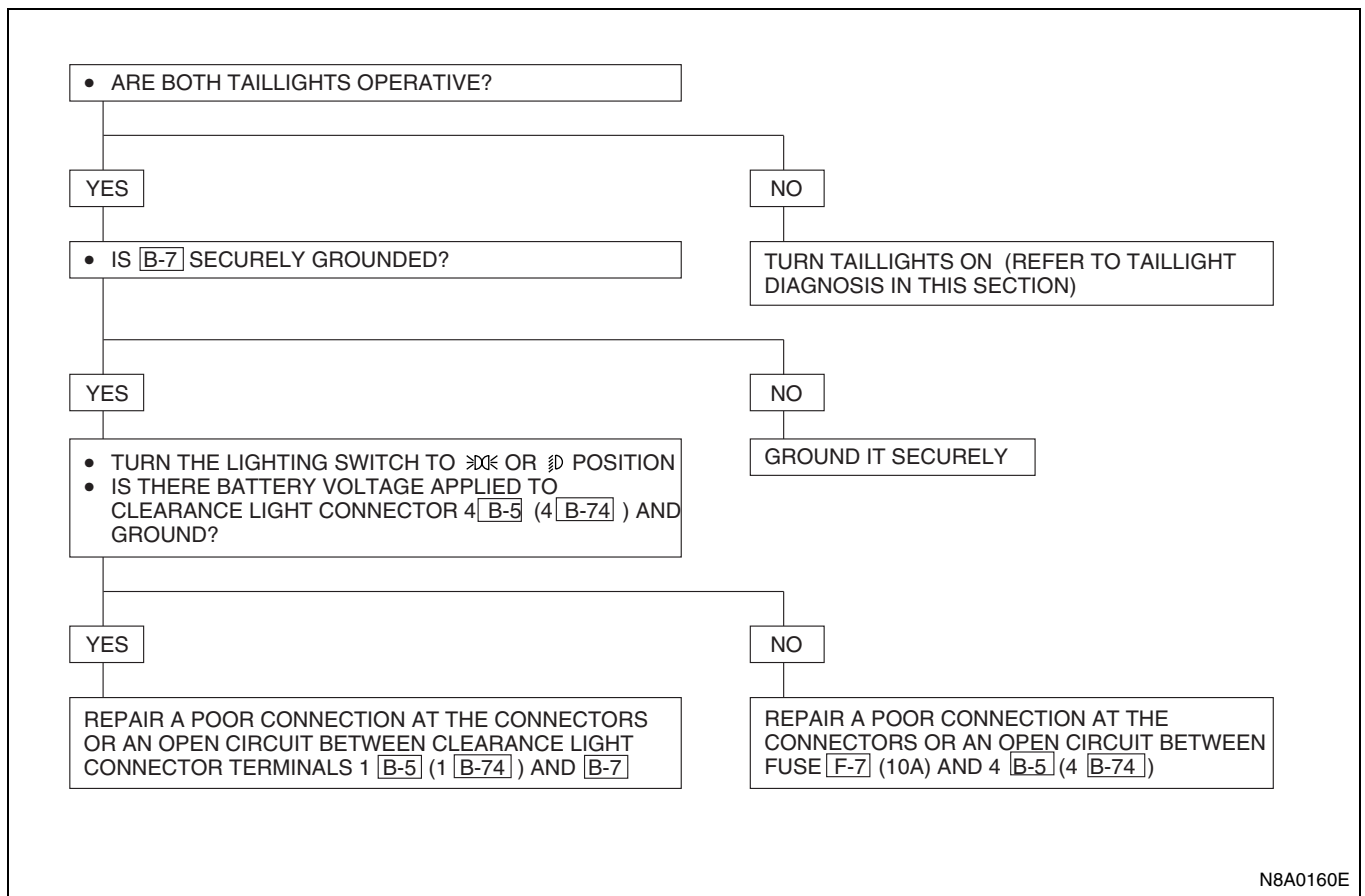 • ARE BOTH TAILLIGHTS OPERATIVE?
YES
NO
• IS B-7 SECURELY GROUNDED?
TURN TAILLIGHTS ON (REFER TO TAILLIGHT
DIAGNOSIS IN THIS SECTION)
YES
NO
• TURN THE LIGHTING SWITCH TO OR POSITION
• IS THERE BATTERY VOLTAGE APPLIED TO
CLEARANCE LIGHT CONNECTOR 4 B-5 (4 B-74 ) AND
GROUND?
GROUND IT SECURELY
YES
NO
REPAIR A POOR CONNECTION AT THE CONNECTORS
OR AN OPEN CIRCUIT BETWEEN CLEARANCE LIGHT
CONNECTOR TERMINALS 1 B-5 (1 B-74 ) AND B-7
REPAIR A POOR CONNECTION AT THE
CONNECTORS OR AN OPEN CIRCUIT BETWEEN
FUSE F-7 (10A) AND 4 B-5 (4 B-74 )
N8A0160E